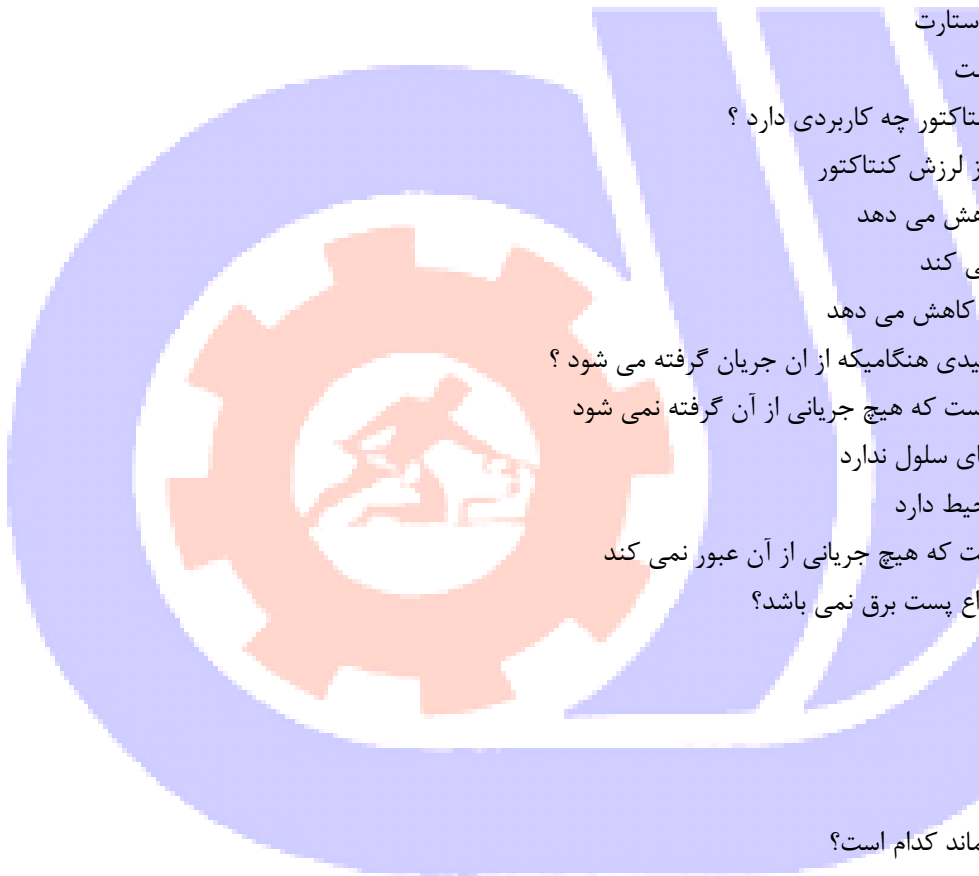 ستارت
ت
تاکتور چه کاربردی دارد ؟
ز لرزش کنتاکتور
هش می دهد
ی کند
کاهش می دهد
یدی هنگامیکه از ان جریان گرفته می شود ؟
ست که هیچ جریانی از آن گرفته نمی شود
ای سلول ندارد
حیط دارد
ت که هیچ جریانی از آن عبور نمی کند
اع پست برق نمی باشد؟
ماند کدام است؟